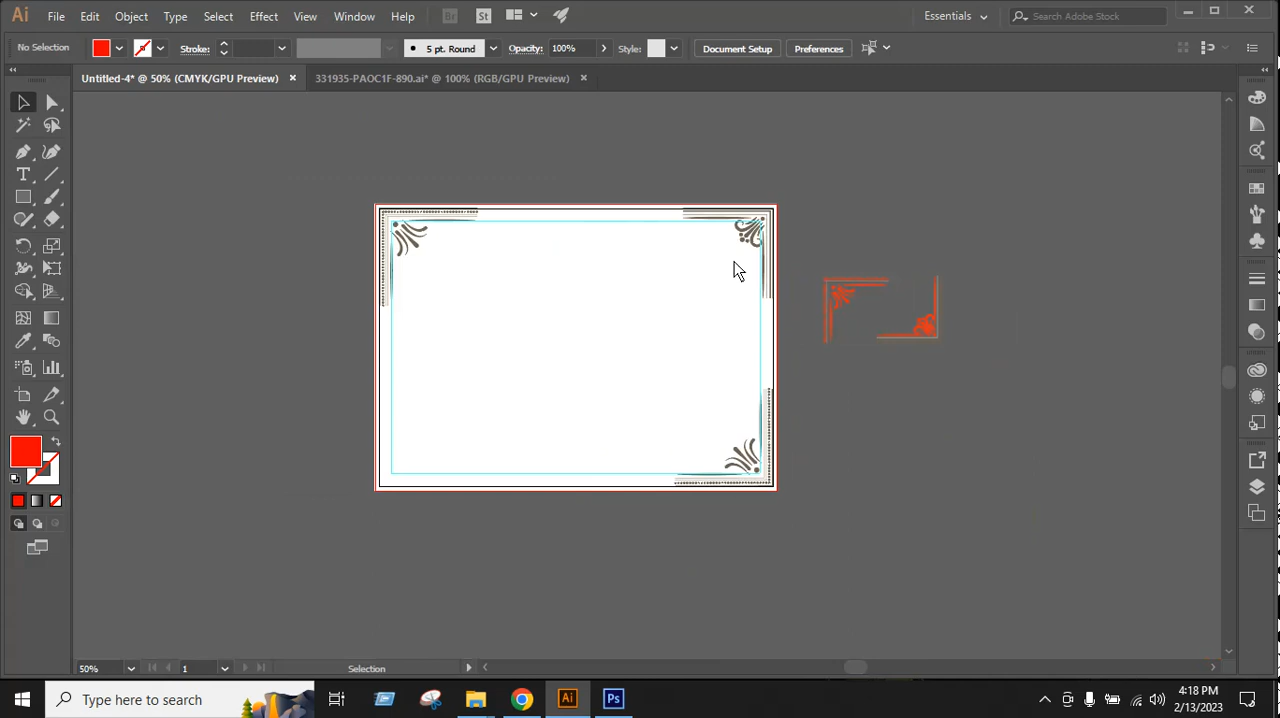 Ai File Edit Object Type Select Effect View Window Help Br St Essentials Search Adobe Stock
No Selection Stroke: 5 pt. Round Opacity: 100% Style: Document Setup Preferences
Untitled-4* @ 50% (CMYK/GPU Preview) 331935-PAOC1F-890.ai* @ 100% (RGB/GPU Preview)
T
50% 1 Selection
Type here to search Ai Ps 4:18 PM
2/13/2023